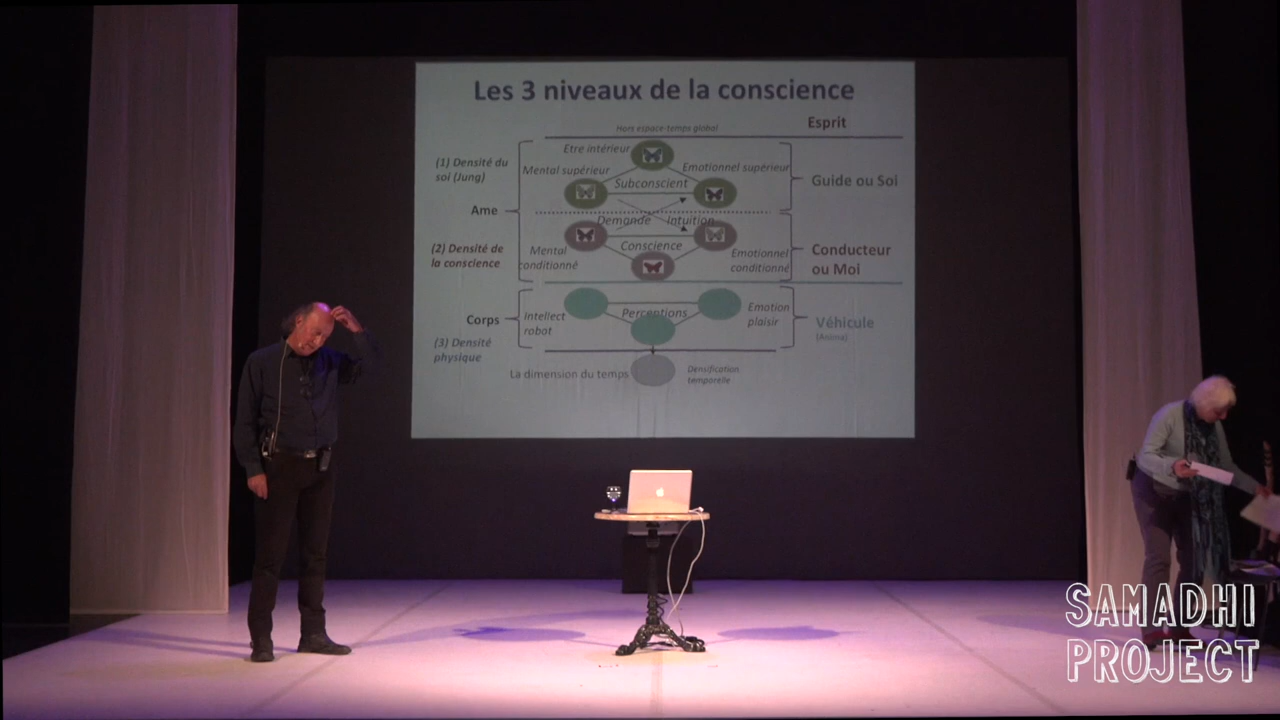 Les 3 niveaux de la conscience
Esprit
Hors espace-temps global
Etre intérieur
(1) Densité du
soi (Jung)
Mental supérieur
Emotionnel supérieur
Subconscient
Guide ou Soi
Ame
Demande
Intuition
(2) Densité de
la conscience
Mental
conditionné
Conscience
Emotionnel
conditionné
Conducteur
ou Moi
Corps
Intellect
robot
Perceptions
Emotion
plaisir
Véhicule
(Anima)
(3) Densité
physique
La dimension du temps
Densification
temporelle
SAMADHI
PROJECT